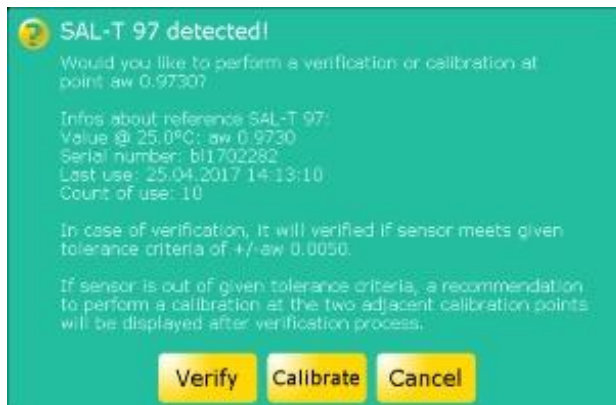 SAL-T 97 detected!
Would you like to perform a verification or calibration at
point aw 0.9730?
Infos about reference SAL-T 97:
Value @ 25.0°C: aw 0.9730
Serial number: bl1702282
Last use: 25.04.2017 14:13:10
Count of use: 10
In case of verification, it will verified if sensor meets given
tolerance criteria of +/-aw 0.0050.
If sensor is out of given tolerance criteria, a recommendation
to perform a calibration at the two adjacent calibration points
will be displayed after verification process.
Verify Calibrate Cancel